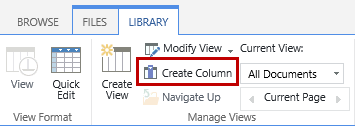 BROWSE FILES LIBRARY
View
Quick Edit
Create View
Modify View
Create Column
Navigate Up
Current View:
All Documents
Current Page
View Format
Manage Views